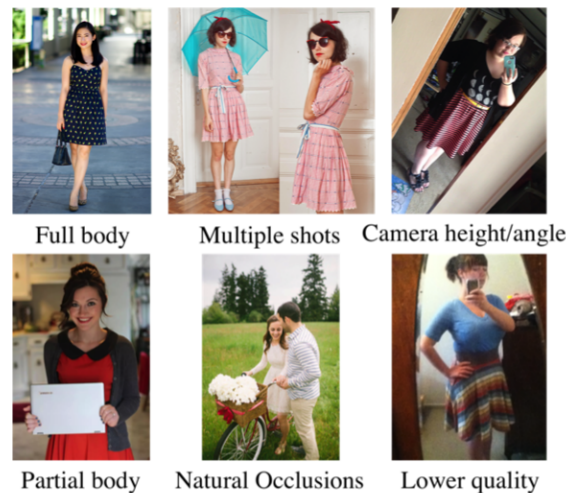 Full body
Multiple shots
Camera height/angle
Partial body
Natural Occlusions
Lower quality